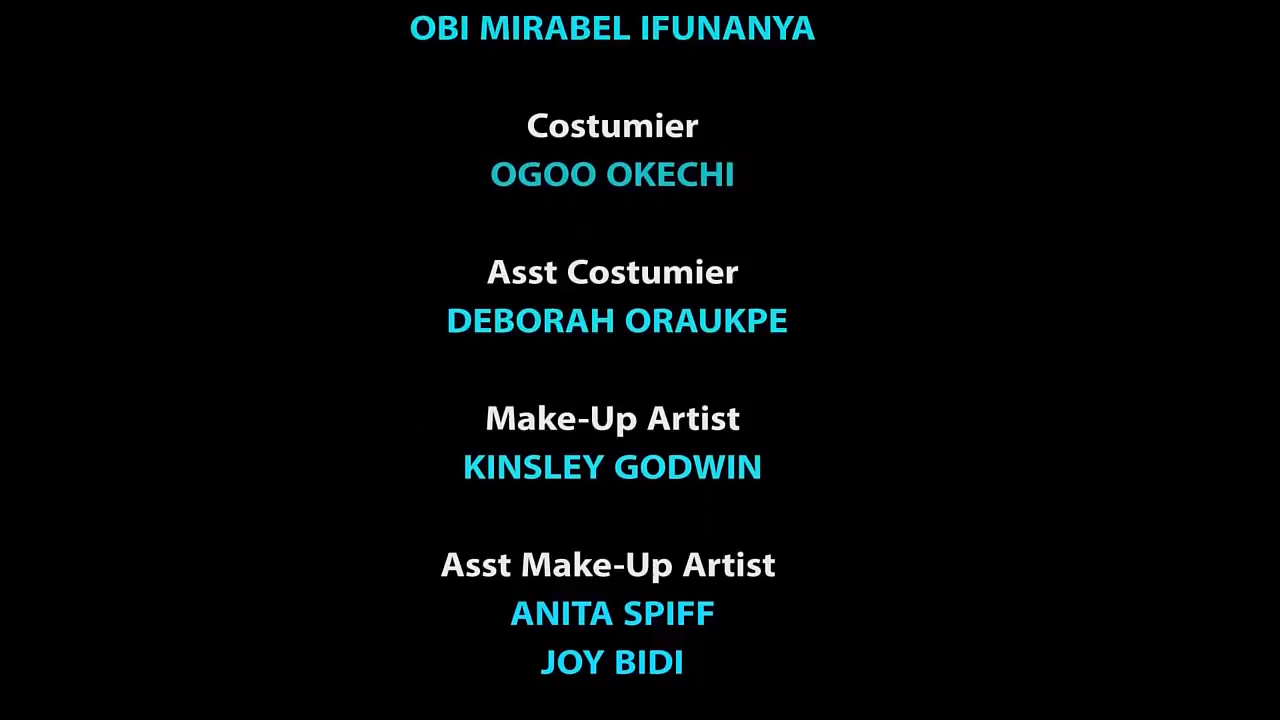 OBI MIRABEL IFUNANYA
Costumier
OGOO OKECHI
Asst Costumier
DEBORAH ORAUKPE
Make-Up Artist
KINSLEY GODWIN
Asst Make-Up Artist
ANITA SPIFF
JOY BIDI